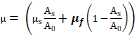 μ = (μₛ Aₛ/A₀ + μf (1 − Aₛ/A₀))